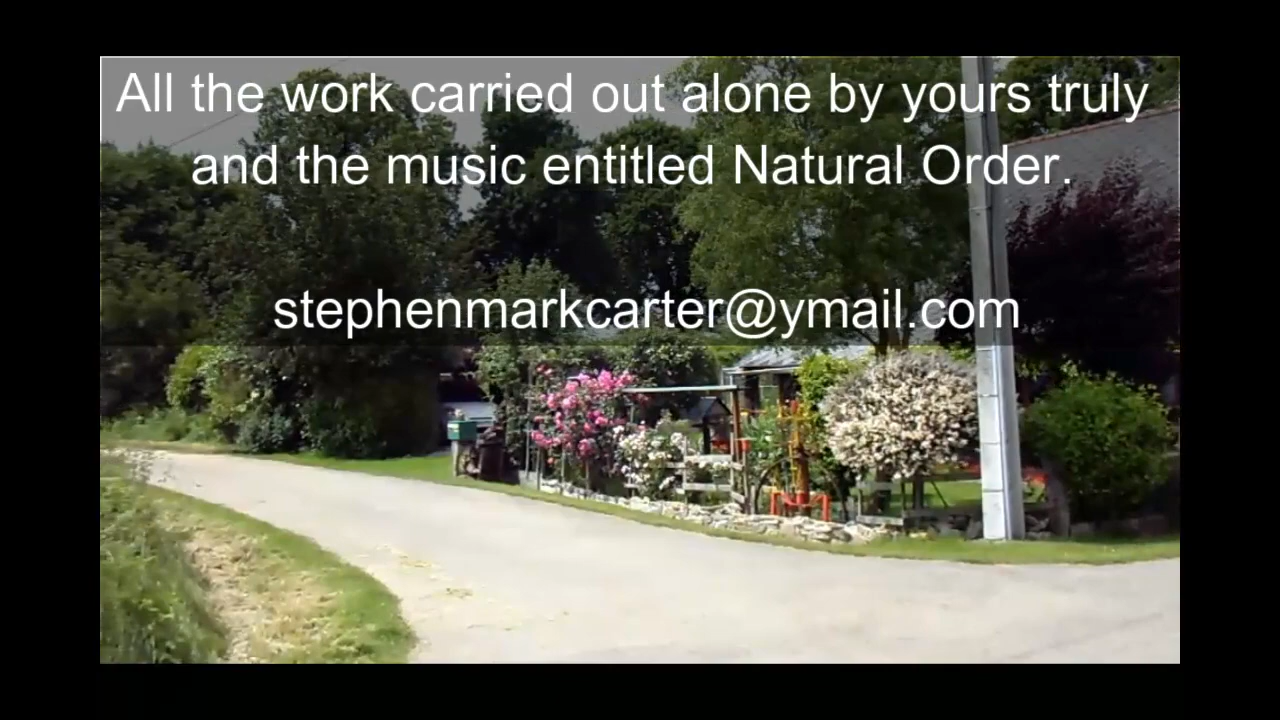 All the work carried out alone by yours truly
and the music entitled Natural Order.
stephenmarkcarter@ymail.com